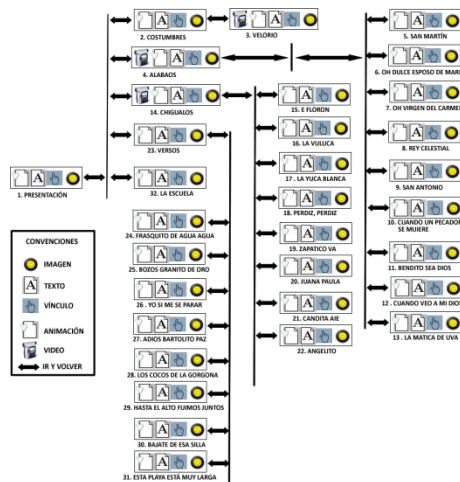 2. COSTUMBRES
3. VELORIO
4. ALABAOS
14. CHIGUALOS
23. VERSOS
32. LA ESCUELA
1. PRESENTACIÓN
5. SAN MARTÍN
6. OH DULCE ESPOSO DE MARI
7. OH VIRGEN DEL CARMEN
8. REY CELESTIAL
9. SAN ANTONIO
10. CUANDO UN PECADOR
SE MUIERE
11. BENDITO SEA DIOS
12. CUANDO VEO A MI DIOS
13. LA MATICA DE UVA
15. E FLORON
16. LA VULUCA
17. LA YUCA BLANCA
18. PERDIZ, PERDIZ
19. ZAPATICO VA
20. JUANA PAULA
21. CANOITA AIE
22. ANGELITO
24. FRASQUITO DE AGUA AGUA
25. BOZOS GRANITO DE ORO
26. YO SI ME SE PARAR
27. ADIOS BARTOLITO PAZ
28. LOS COCOS DE LA GORGONA
29. HASTA EL ALTO FUIMOS JUNTOS
30. BAJATE DE ESA SILLA
31. ESTA PLAYA ESTÁ MUY LARGA
CONVENCIONES
IMAGEN
A TEXTO
VÍNCULO
ANIMACIÓN
VIDEO
IR Y VOLVER